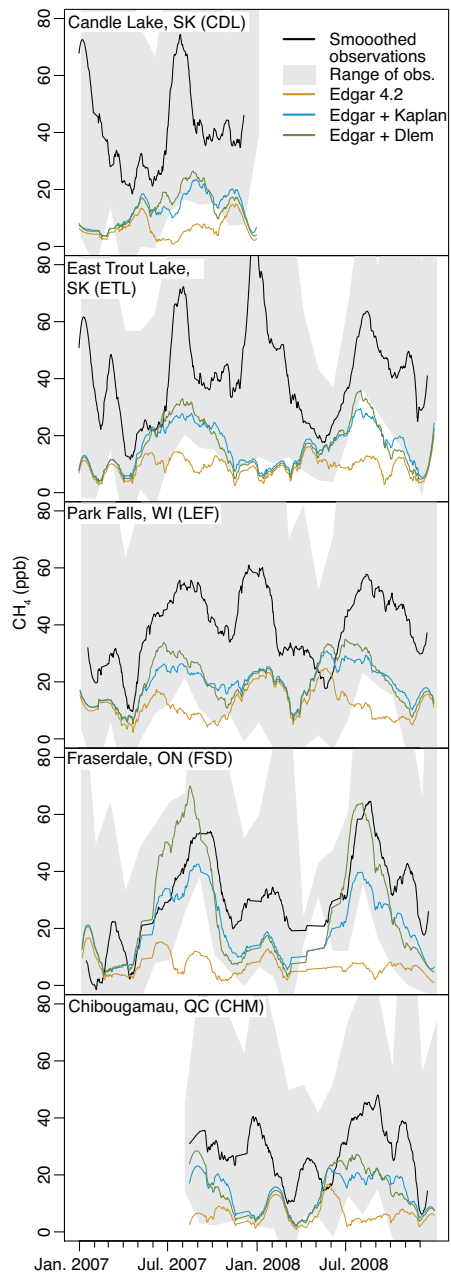 Candle Lake, SK (CDL)
Smooothed
observations
Range of obs.
Edgar 4.2
Edgar + Kaplan
Edgar + Dlem
0 20 40 60 80
East Trout Lake,
SK (ETL)
0 20 40 60 80
Park Falls, WI (LEF)
0 20 40 60 80
CH4 (ppb)
Fraserdale, ON (FSD)
0 20 40 60 80
Chibougamau, QC (CHM)
0 20 40 60 80
Jan. 2007 Jul. 2007 Jan. 2008 Jul. 2008